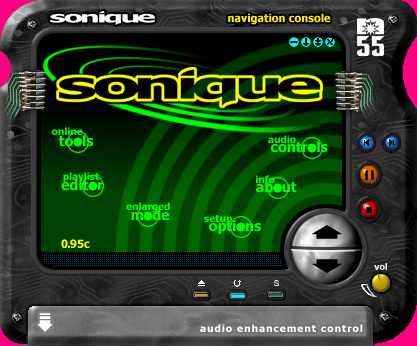 sonique
navigation console
55
sonique
online
tools
audio
controls
playlist
editor
info
about
enlarged
mode
setup
options
0.95c
vol
S
audio enhancement control